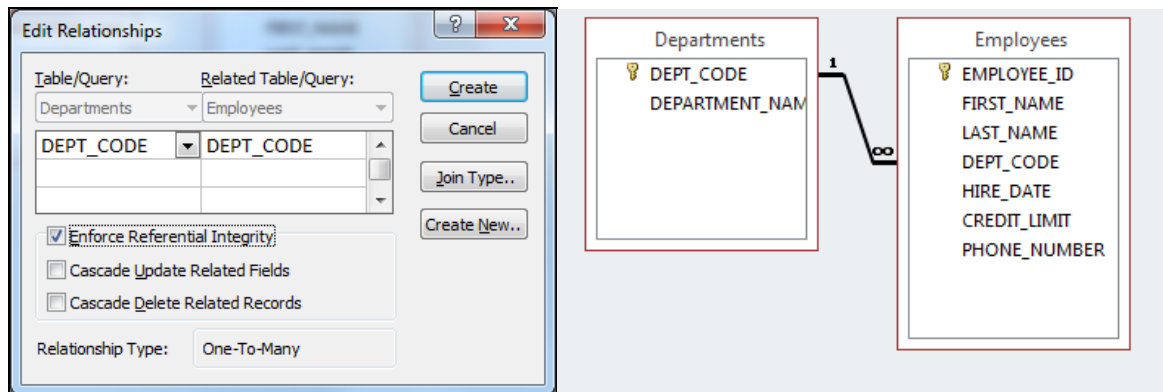 Edit Relationships
?
X
Table/Query: Related Table/Query:
Departments Employees
DEPT_CODE DEPT_CODE
Enforce Referential Integrity
Cascade Update Related Fields
Cascade Delete Related Records
Relationship Type: One-To-Many
Create
Cancel
Join Type..
Create New..
Departments
DEPT_CODE
DEPARTMENT_NAM
1
∞
Employees
EMPLOYEE_ID
FIRST_NAME
LAST_NAME
DEPT_CODE
HIRE_DATE
CREDIT_LIMIT
PHONE_NUMBER